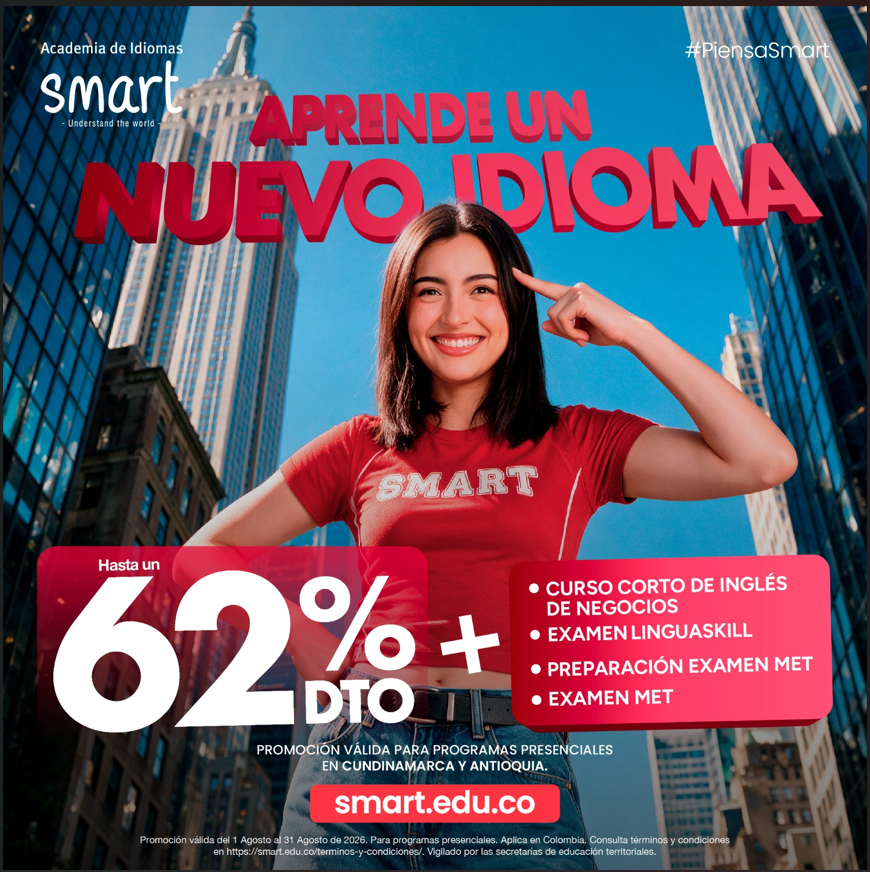 Academia de Idiomas
smart
- Understand the world -
#PiensaSmart
APRENDE UN
NUEVO IDIOMA
SMART
Hasta un
62%
DTO
+
• CURSO CORTO DE INGLÉS
DE NEGOCIOS
• EXAMEN LINGUASKILL
• PREPARACIÓN EXAMEN MET
• EXAMEN MET
PROMOCIÓN VÁLIDA PARA PROGRAMAS PRESENCIALES
EN CUNDINAMARCA Y ANTIOQUIA.
smart.edu.co
Promoción válida del 1 Agosto al 31 Agosto de 2026. Para programas presenciales. Aplica en Colombia. Consulta términos y condiciones
en https://smart.edu.co/terminos-y-condiciones/. Vigilado por las secretarias de educación territoriales.